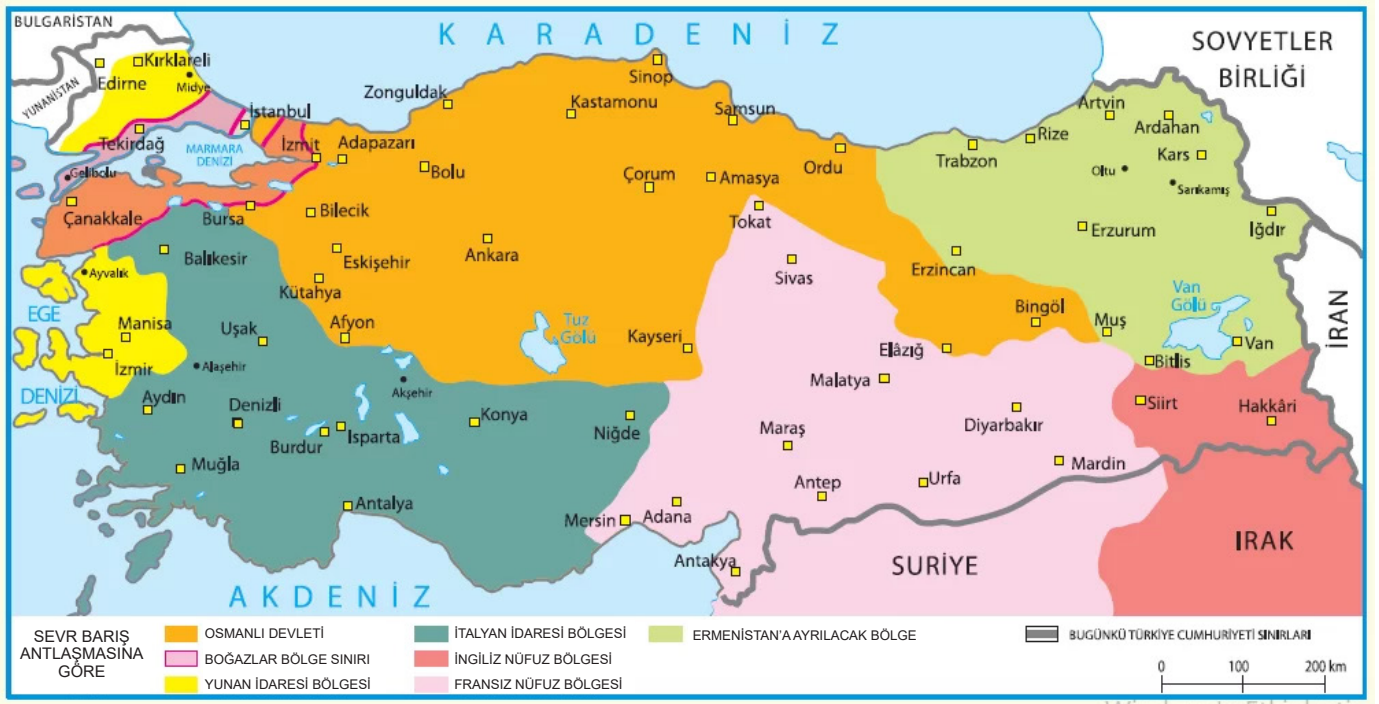 BULGARİSTAN
KARADENİZ
SOVYETLER
BİRLİĞİ
YUNANİSTAN
Kırklareli
Edirne
Midye
İstanbul
Tekirdağ
MARMARA
DENİZİ
Gelibolu
Çanakkale
İzmit
Adapazarı
Zonguldak
Bolu
Kastamonu
Sinop
Samsun
Çorum
Amasya
Ordu
Tokat
Trabzon
Rize
Artvin
Ardahan
Kars
Oltu
Sarıkamış
Iğdır
Erzurum
Erzincan
Bursa
Bilecik
Balıkesir
Eskişehir
Ankara
Kütahya
Sivas
Ayvalık
EGE
DENİZİ
Manisa
İzmir
Uşak
Afyon
Alaşehir
Akşehir
Tuz
Gölü
Kayseri
Elâzığ
Bingöl
Muş
Van
Gölü
Van
Bitlis
İRAN
Malatya
Aydın
Denizli
Burdur
Isparta
Konya
Niğde
Maraş
Diyarbakır
Siirt
Hakkâri
Muğla
Antalya
Mersin
Adana
Antep
Urfa
Mardin
Antakya
SURİYE
IRAK
AKDENİZ
SEVR BARIŞ
ANTLAŞMASINA
GÖRE
OSMANLI DEVLETİ
BOĞAZLAR BÖLGE SINIRI
YUNAN İDARESİ BÖLGESİ
İTALYAN İDARESİ BÖLGESİ
İNGİLİZ NÜFUZ BÖLGESİ
FRANSIZ NÜFUZ BÖLGESİ
ERMENİSTAN'A AYRILACAK BÖLGE
BUGÜNKÜ TÜRKİYE CUMHURİYETİ SINIRLARI
0 100 200 km